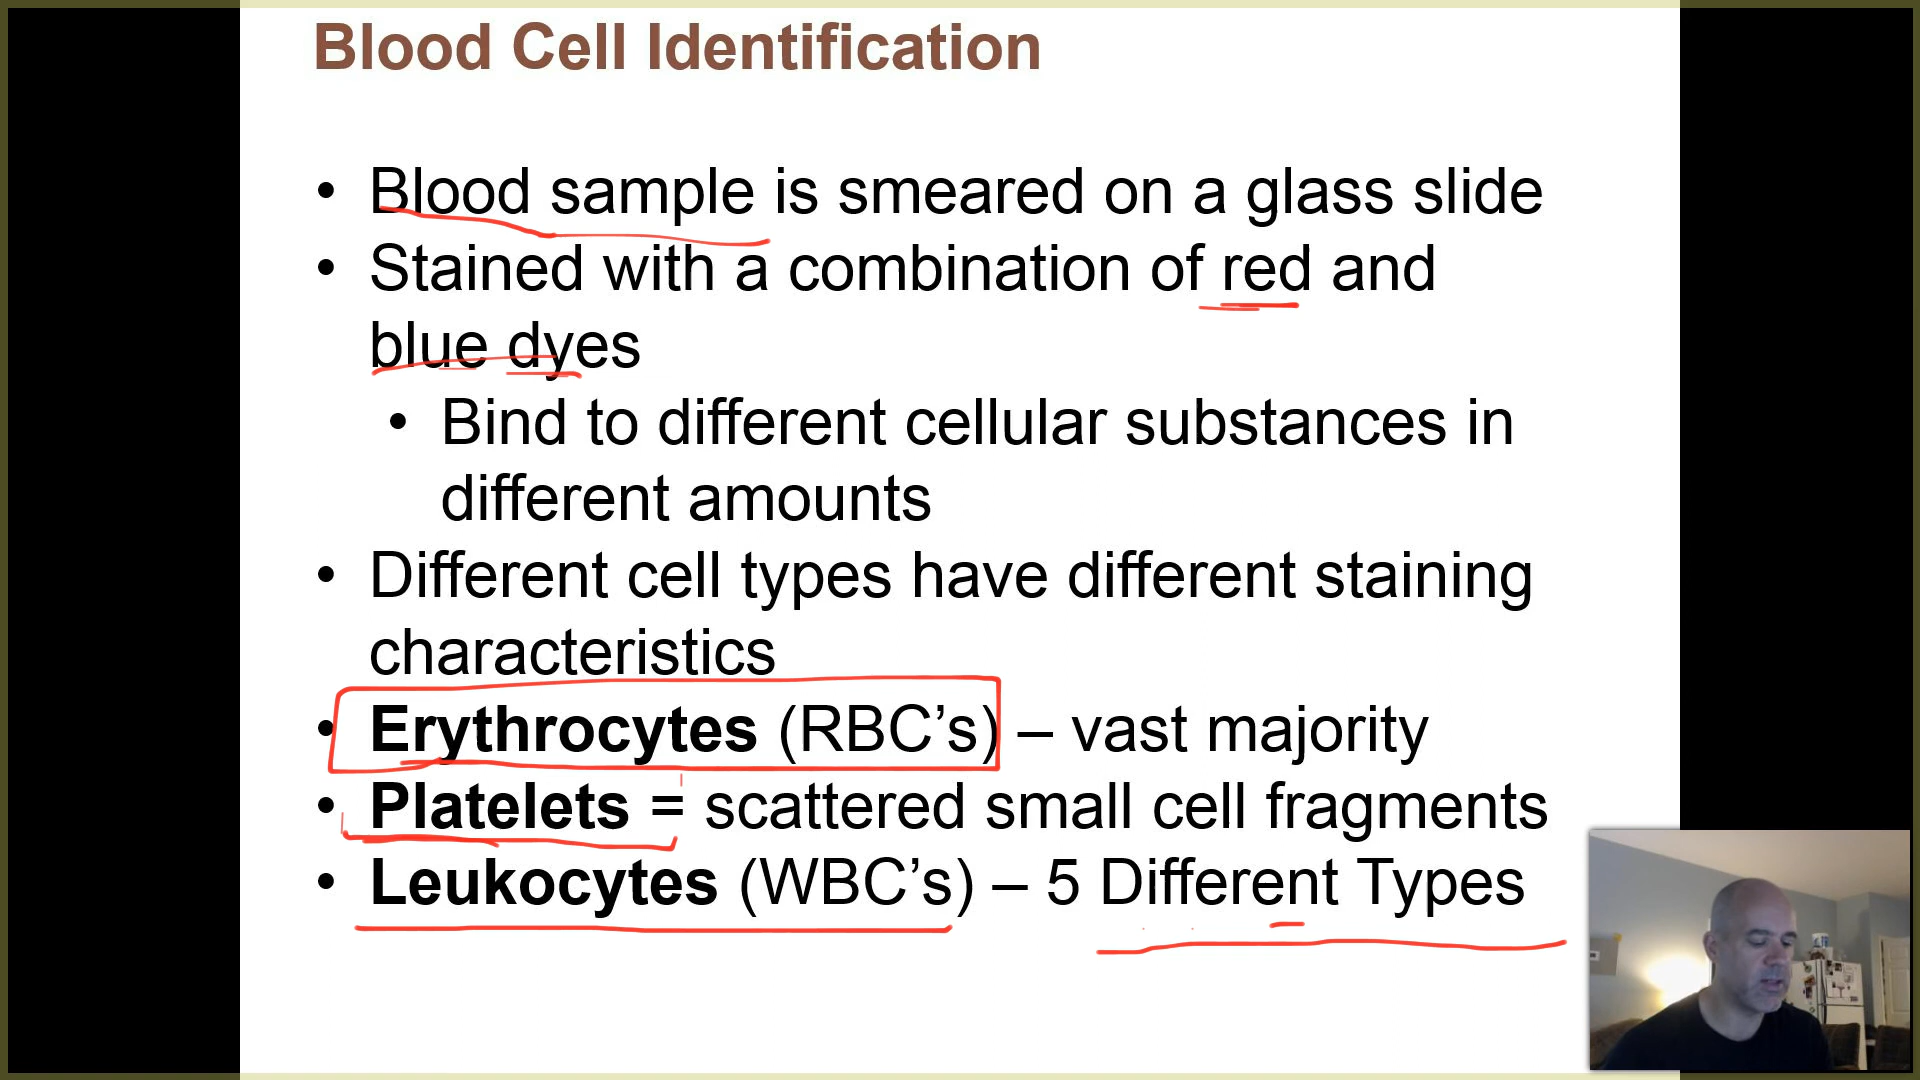 Blood Cell Identification
• Blood sample is smeared on a glass slide
• Stained with a combination of red and
blue dyes
• Bind to different cellular substances in
different amounts
• Different cell types have different staining
characteristics
• Erythrocytes (RBC’s) – vast majority
• Platelets = scattered small cell fragments
• Leukocytes (WBC’s) – 5 Different Types